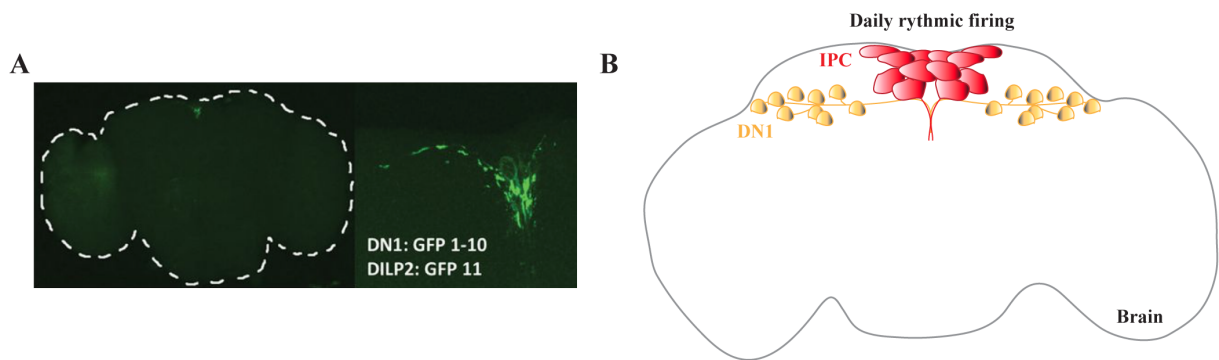 A
DN1: GFP 1-10
DILP2: GFP 11
Daily rythmic firing
B
IPC
DN1
Brain